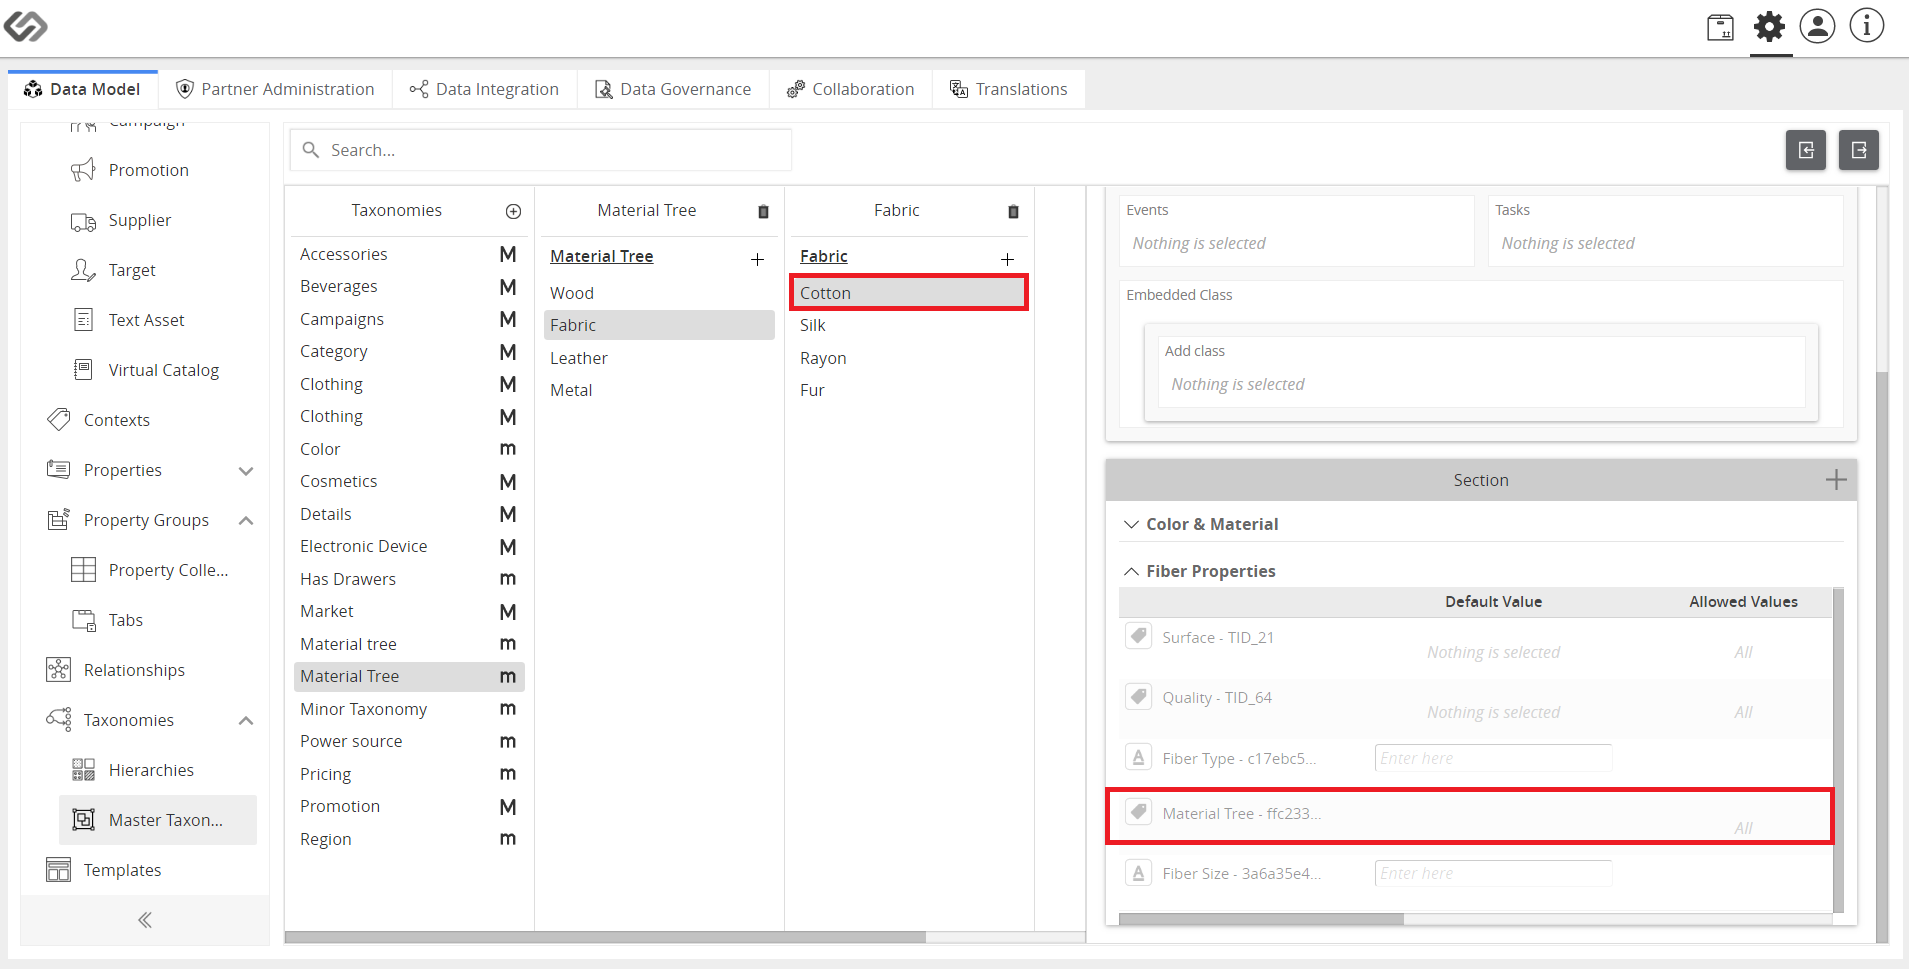 Data Model
Partner Administration
Data Integration
Data Governance
Collaboration
Translations
Campaign
Promotion
Supplier
Target
Text Asset
Virtual Catalog
Contexts
Properties
Property Groups
Property Colle...
Tabs
Relationships
Taxonomies
Hierarchies
Master Taxon...
Templates
Search...
Taxonomies
Accessories M
Beverages M
Campaigns M
Category M
Clothing M
Clothing M
Color m
Cosmetics M
Details M
Electronic Device M
Has Drawers m
Market M
Material tree m
Material Tree m
Minor Taxonomy m
Power source m
Pricing m
Promotion M
Region m
Material Tree
Material Tree
Wood
Fabric
Leather
Metal
Fabric
Fabric
Cotton
Silk
Rayon
Fur
Events
Nothing is selected
Tasks
Nothing is selected
Embedded Class
Add class
Nothing is selected
Section
Color & Material
Fiber Properties
Default Value Allowed Values
Surface - TID_21
Nothing is selected All
Quality - TID_64
Nothing is selected All
Fiber Type - c17ebc5... Enter here
Material Tree - ffc233...
All
Fiber Size - 3a6a35e4... Enter here